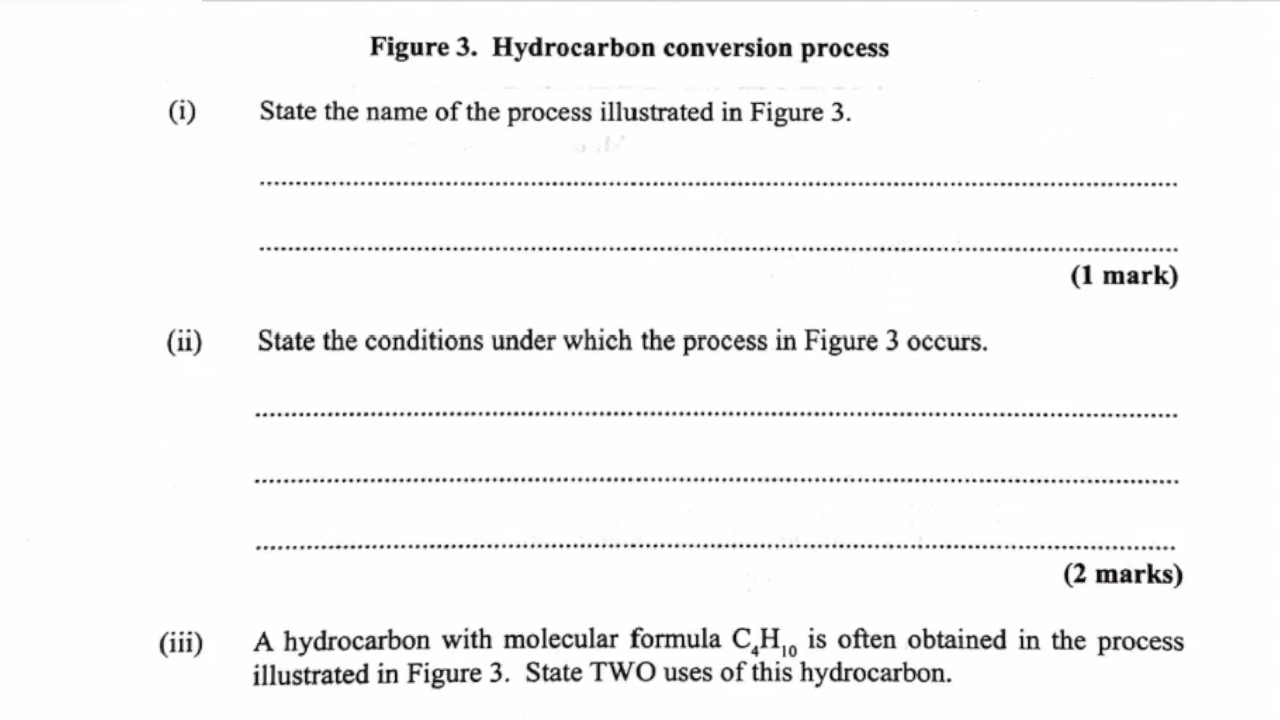 Figure 3. Hydrocarbon conversion process
(i) State the name of the process illustrated in Figure 3.
(1 mark)
(ii) State the conditions under which the process in Figure 3 occurs.
(2 marks)
(iii) A hydrocarbon with molecular formula C₄H₁₀ is often obtained in the process
illustrated in Figure 3. State TWO uses of this hydrocarbon.